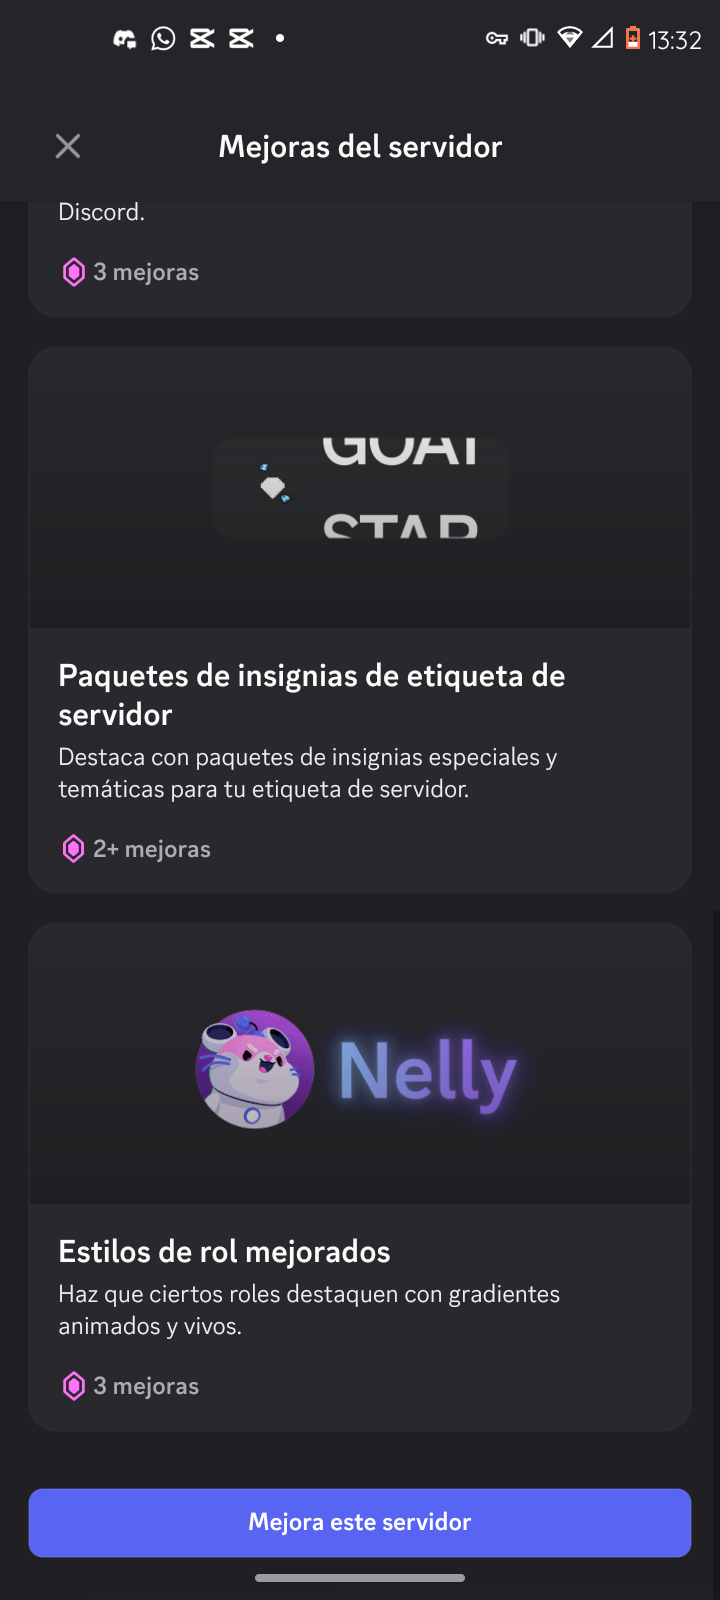 13:32
Mejoras del servidor
Discord.
3 mejoras
GOAT
STAR
Paquetes de insignias de etiqueta de
servidor
Destaca con paquetes de insignias especiales y
temáticas para tu etiqueta de servidor.
2+ mejoras
Nelly
Estilos de rol mejorados
Haz que ciertos roles destaquen con gradientes
animados y vivos.
3 mejoras
Mejora este servidor